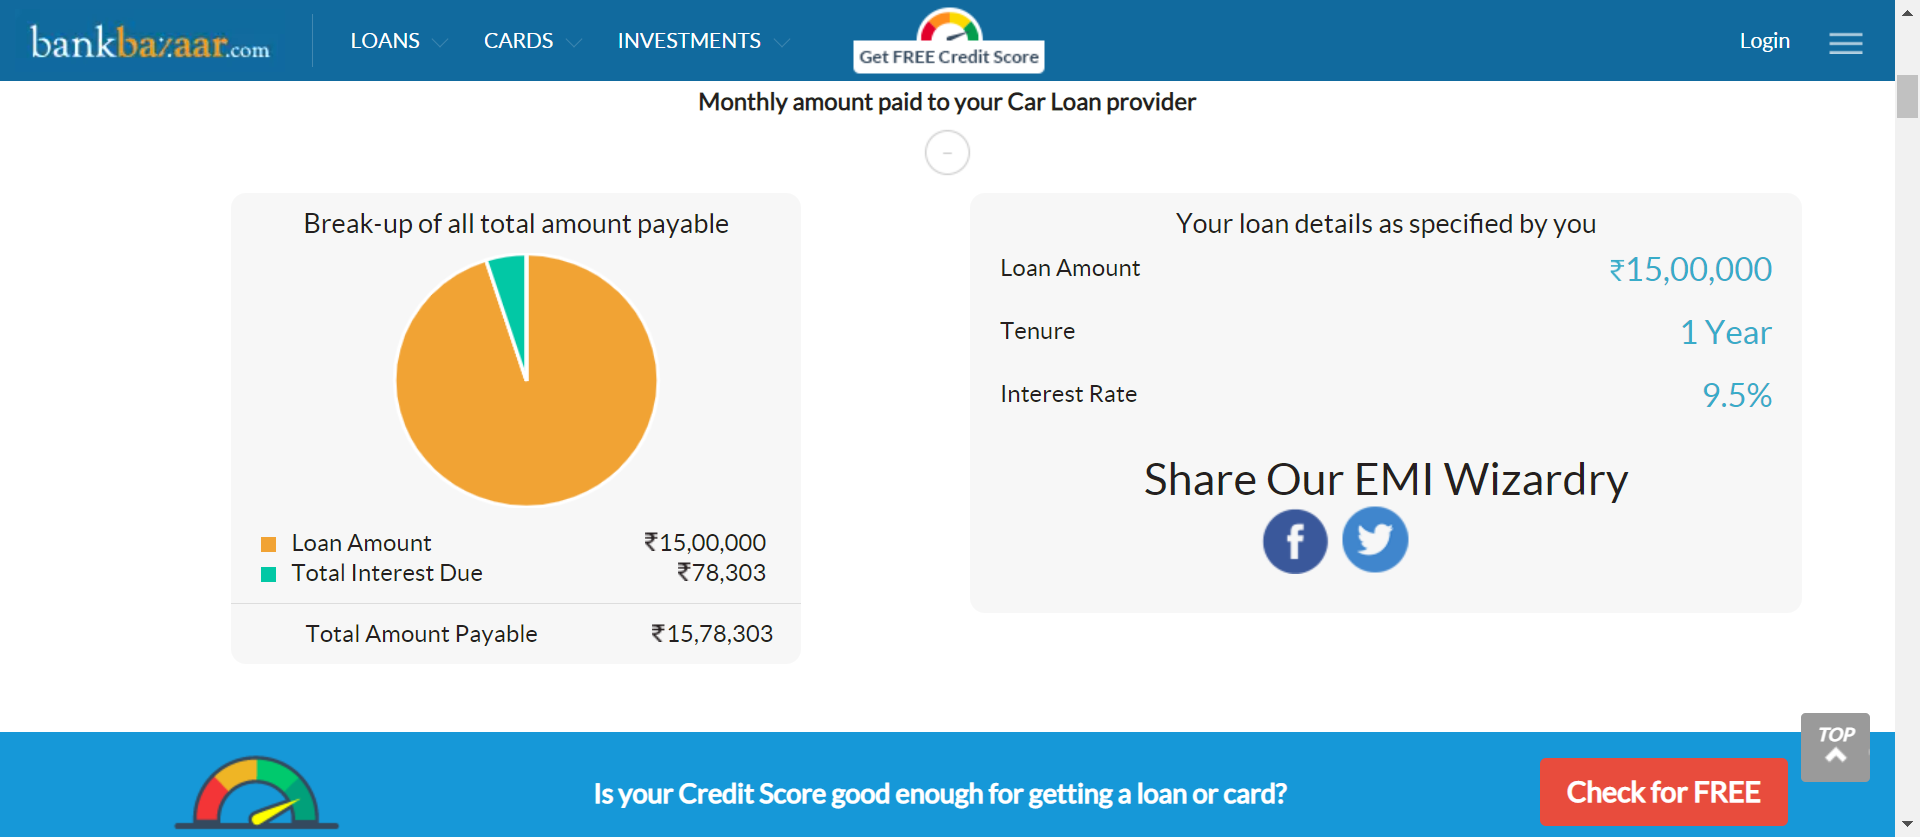 bankbazaar.com
LOANS CARDS INVESTMENTS
Get FREE Credit Score
Login
Monthly amount paid to your Car Loan provider
-
Break-up of all total amount payable
Loan Amount ₹15,00,000
Total Interest Due ₹78,303
Total Amount Payable ₹15,78,303
Your loan details as specified by you
Loan Amount ₹15,00,000
Tenure 1 Year
Interest Rate 9.5%
Share Our EMI Wizardry
f
TOP
Is your Credit Score good enough for getting a loan or card?
Check for FREE